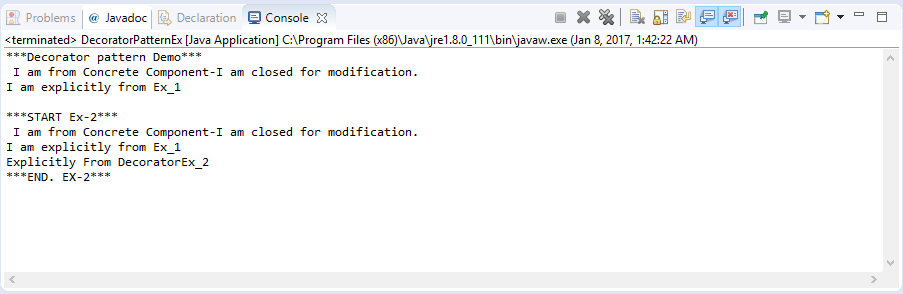 Problems @ Javadoc Declaration Console
<terminated> DecoratorPatternEx [Java Application] C:\Program Files (x86)\Java\jre1.8.0_111\bin\javaw.exe (Jan 8, 2017, 1:42:22 AM)
***Decorator pattern Demo***
I am from Concrete Component-I am closed for modification.
I am explicitly from Ex_1
***START Ex-2***
I am from Concrete Component-I am closed for modification.
I am explicitly from Ex_1
Explicitly From DecoratorEx_2
***END. EX-2***